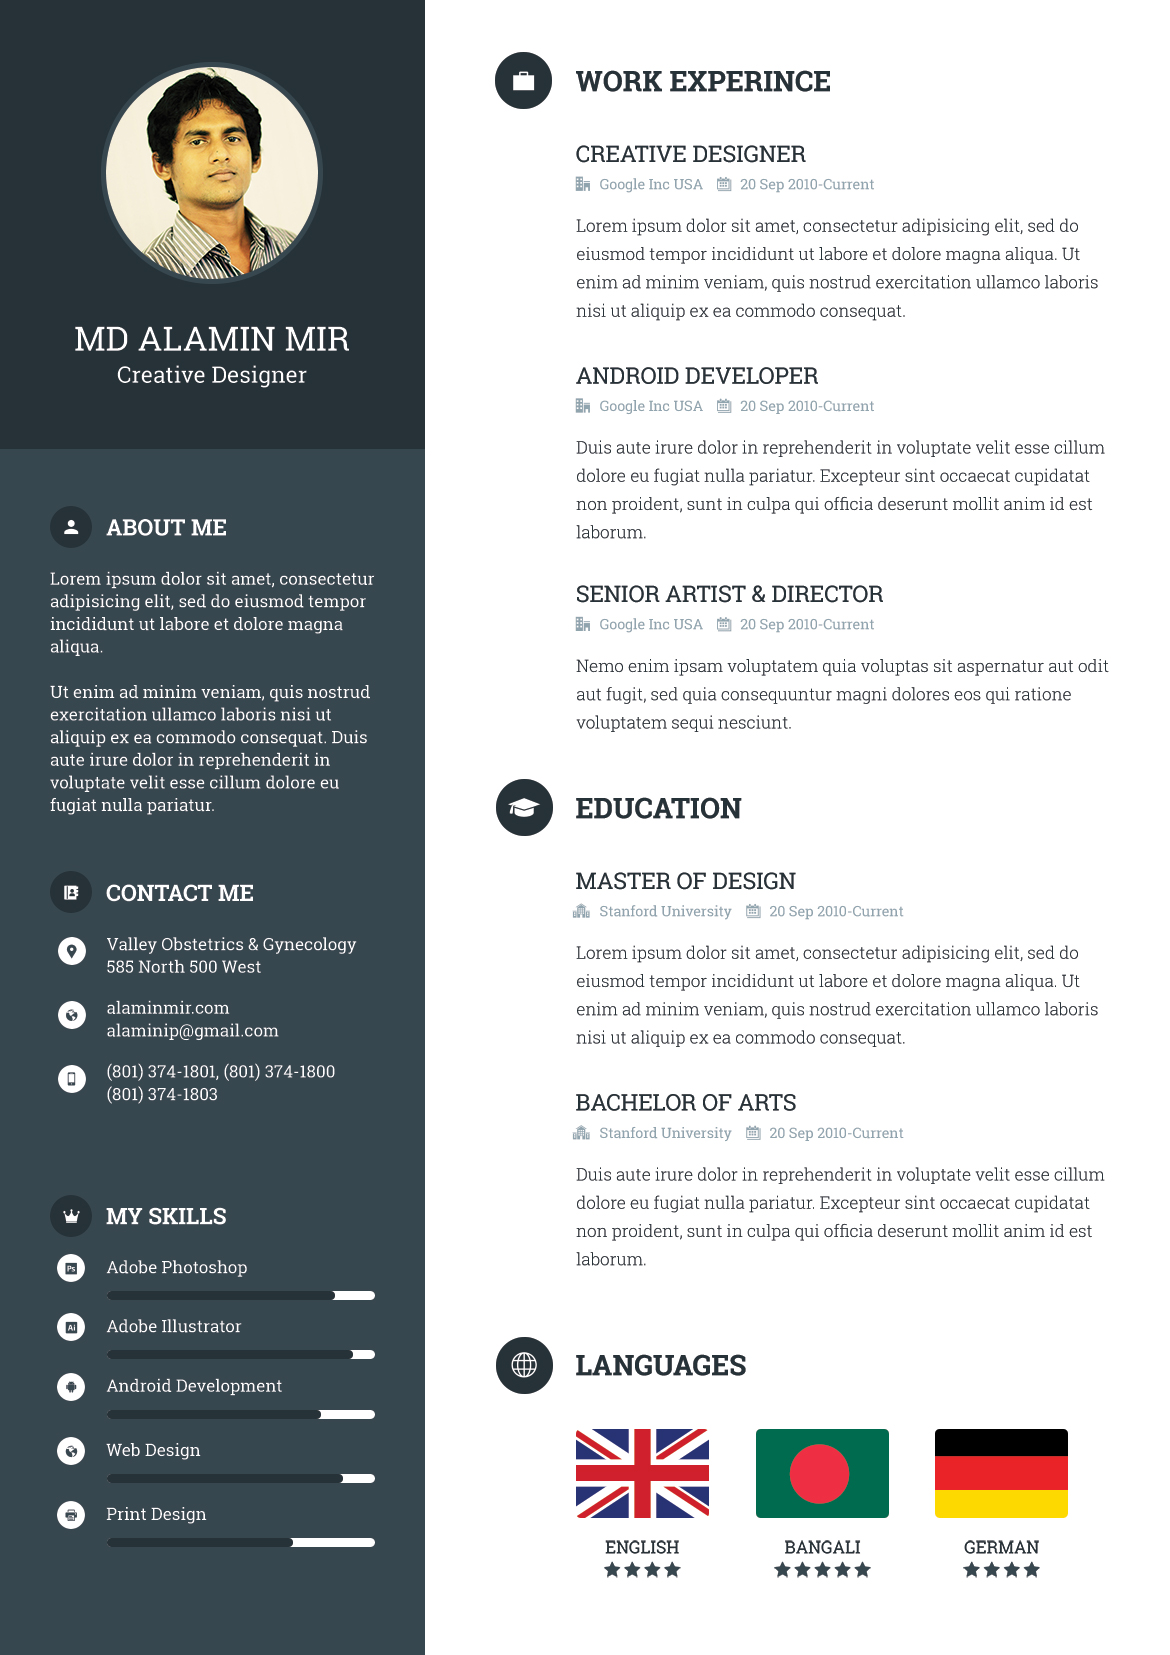 MD ALAMIN MIR
Creative Designer
ABOUT ME
Lorem ipsum dolor sit amet, consectetur
adipisicing elit, sed do eiusmod tempor
incididunt ut labore et dolore magna
aliqua.
Ut enim ad minim veniam, quis nostrud
exercitation ullamco laboris nisi ut
aliquip ex ea commodo consequat. Duis
aute irure dolor in reprehenderit in
voluptate velit esse cillum dolore eu
fugiat nulla pariatur.
CONTACT ME
Valley Obstetrics & Gynecology
585 North 500 West
alaminmir.com
alaminip@gmail.com
(801) 374-1801, (801) 374-1800
(801) 374-1803
MY SKILLS
Ps Adobe Photoshop
Ai Adobe Illustrator
Android Development
Web Design
Print Design
WORK EXPERINCE
CREATIVE DESIGNER
Google Inc USA 20 Sep 2010-Current
Lorem ipsum dolor sit amet, consectetur adipisicing elit, sed do
eiusmod tempor incididunt ut labore et dolore magna aliqua. Ut
enim ad minim veniam, quis nostrud exercitation ullamco laboris
nisi ut aliquip ex ea commodo consequat.
ANDROID DEVELOPER
Google Inc USA 20 Sep 2010-Current
Duis aute irure dolor in reprehenderit in voluptate velit esse cillum
dolore eu fugiat nulla pariatur. Excepteur sint occaecat cupidatat
non proident, sunt in culpa qui officia deserunt mollit anim id est
laborum.
SENIOR ARTIST & DIRECTOR
Google Inc USA 20 Sep 2010-Current
Nemo enim ipsam voluptatem quia voluptas sit aspernatur aut odit
aut fugit, sed quia consequuntur magni dolores eos qui ratione
voluptatem sequi nesciunt.
EDUCATION
MASTER OF DESIGN
Stanford University 20 Sep 2010-Current
Lorem ipsum dolor sit amet, consectetur adipisicing elit, sed do
eiusmod tempor incididunt ut labore et dolore magna aliqua. Ut
enim ad minim veniam, quis nostrud exercitation ullamco laboris
nisi ut aliquip ex ea commodo consequat.
BACHELOR OF ARTS
Stanford University 20 Sep 2010-Current
Duis aute irure dolor in reprehenderit in voluptate velit esse cillum
dolore eu fugiat nulla pariatur. Excepteur sint occaecat cupidatat
non proident, sunt in culpa qui officia deserunt mollit anim id est
laborum.
LANGUAGES
ENGLISH BANGALI GERMAN